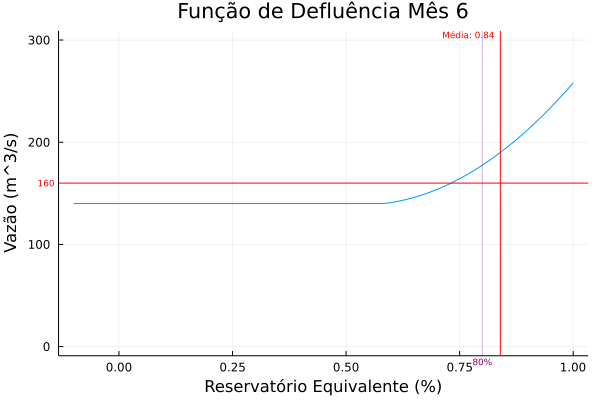 Função de Defluência Mês 6
Média: 0.84
300
200
160
100
0
Vazão (m^3/s)
0.00
0.25
0.50
0.75
80%
1.00
Reservatório Equivalente (%)